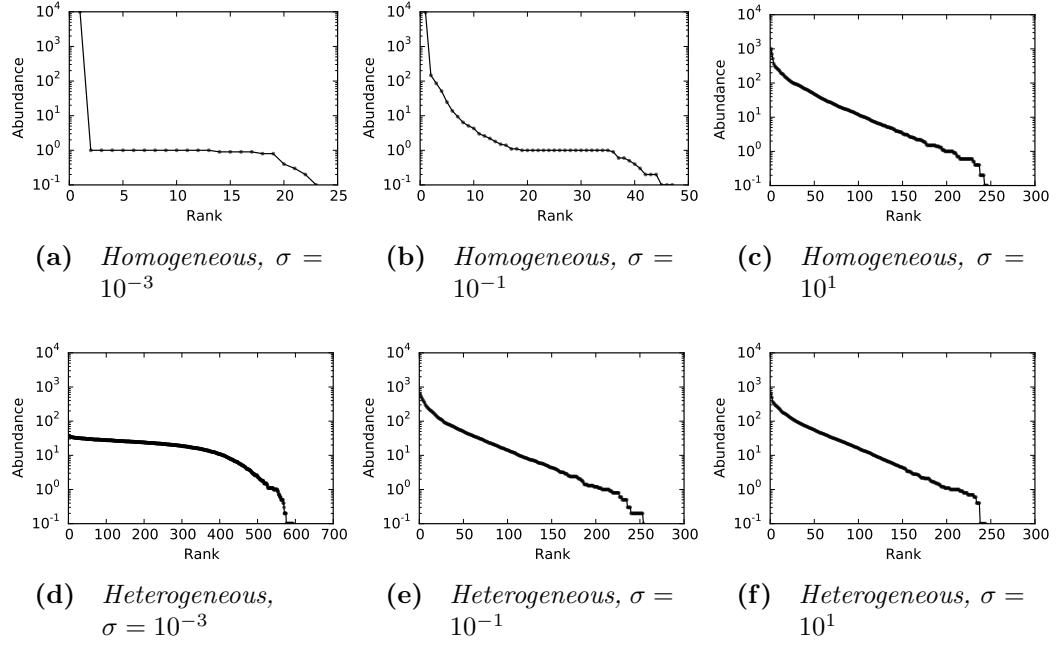 10^4
10^3
10^2
10^1
10^0
10^-1
Abundance
0 5 10 15 20 25
Rank
(a) Homogeneous, σ =
10^-3
10^4
10^3
10^2
10^1
10^0
10^-1
Abundance
0 10 20 30 40 50
Rank
(b) Homogeneous, σ =
10^-1
10^4
10^3
10^2
10^1
10^0
10^-1
Abundance
0 50 100 150 200 250 300
Rank
(c) Homogeneous, σ =
10^1
10^4
10^3
10^2
10^1
10^0
10^-1
Abundance
0 100 200 300 400 500 600 700
Rank
(d) Heterogeneous,
σ = 10^-3
10^4
10^3
10^2
10^1
10^0
10^-1
Abundance
0 50 100 150 200 250 300
Rank
(e) Heterogeneous, σ =
10^-1
10^4
10^3
10^2
10^1
10^0
10^-1
Abundance
0 50 100 150 200 250 300
Rank
(f) Heterogeneous, σ =
10^1